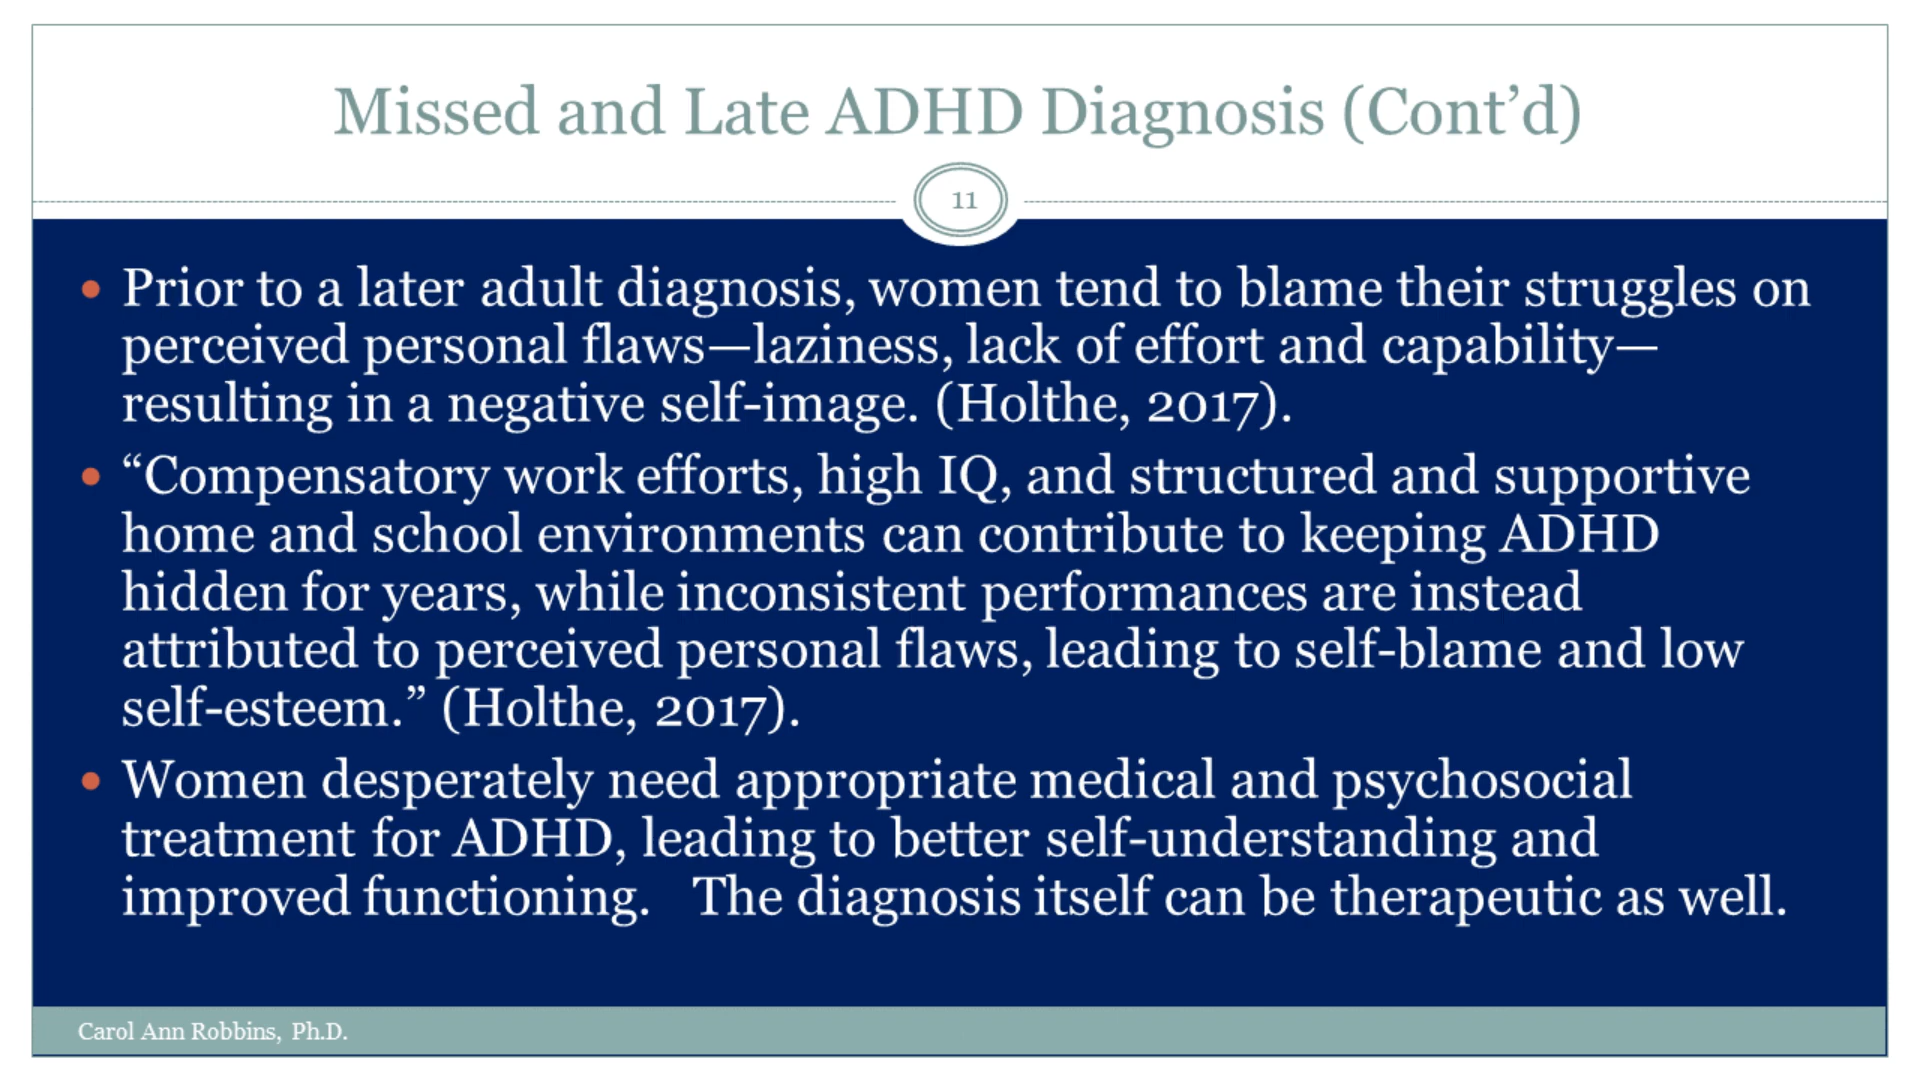 Missed and Late ADHD Diagnosis (Cont’d)
11
• Prior to a later adult diagnosis, women tend to blame their struggles on
perceived personal flaws—laziness, lack of effort and capability—
resulting in a negative self-image. (Holthe, 2017).
• “Compensatory work efforts, high IQ, and structured and supportive
home and school environments can contribute to keeping ADHD
hidden for years, while inconsistent performances are instead
attributed to perceived personal flaws, leading to self-blame and low
self-esteem.” (Holthe, 2017).
• Women desperately need appropriate medical and psychosocial
treatment for ADHD, leading to better self-understanding and
improved functioning.   The diagnosis itself can be therapeutic as well.
Carol Ann Robbins, Ph.D.